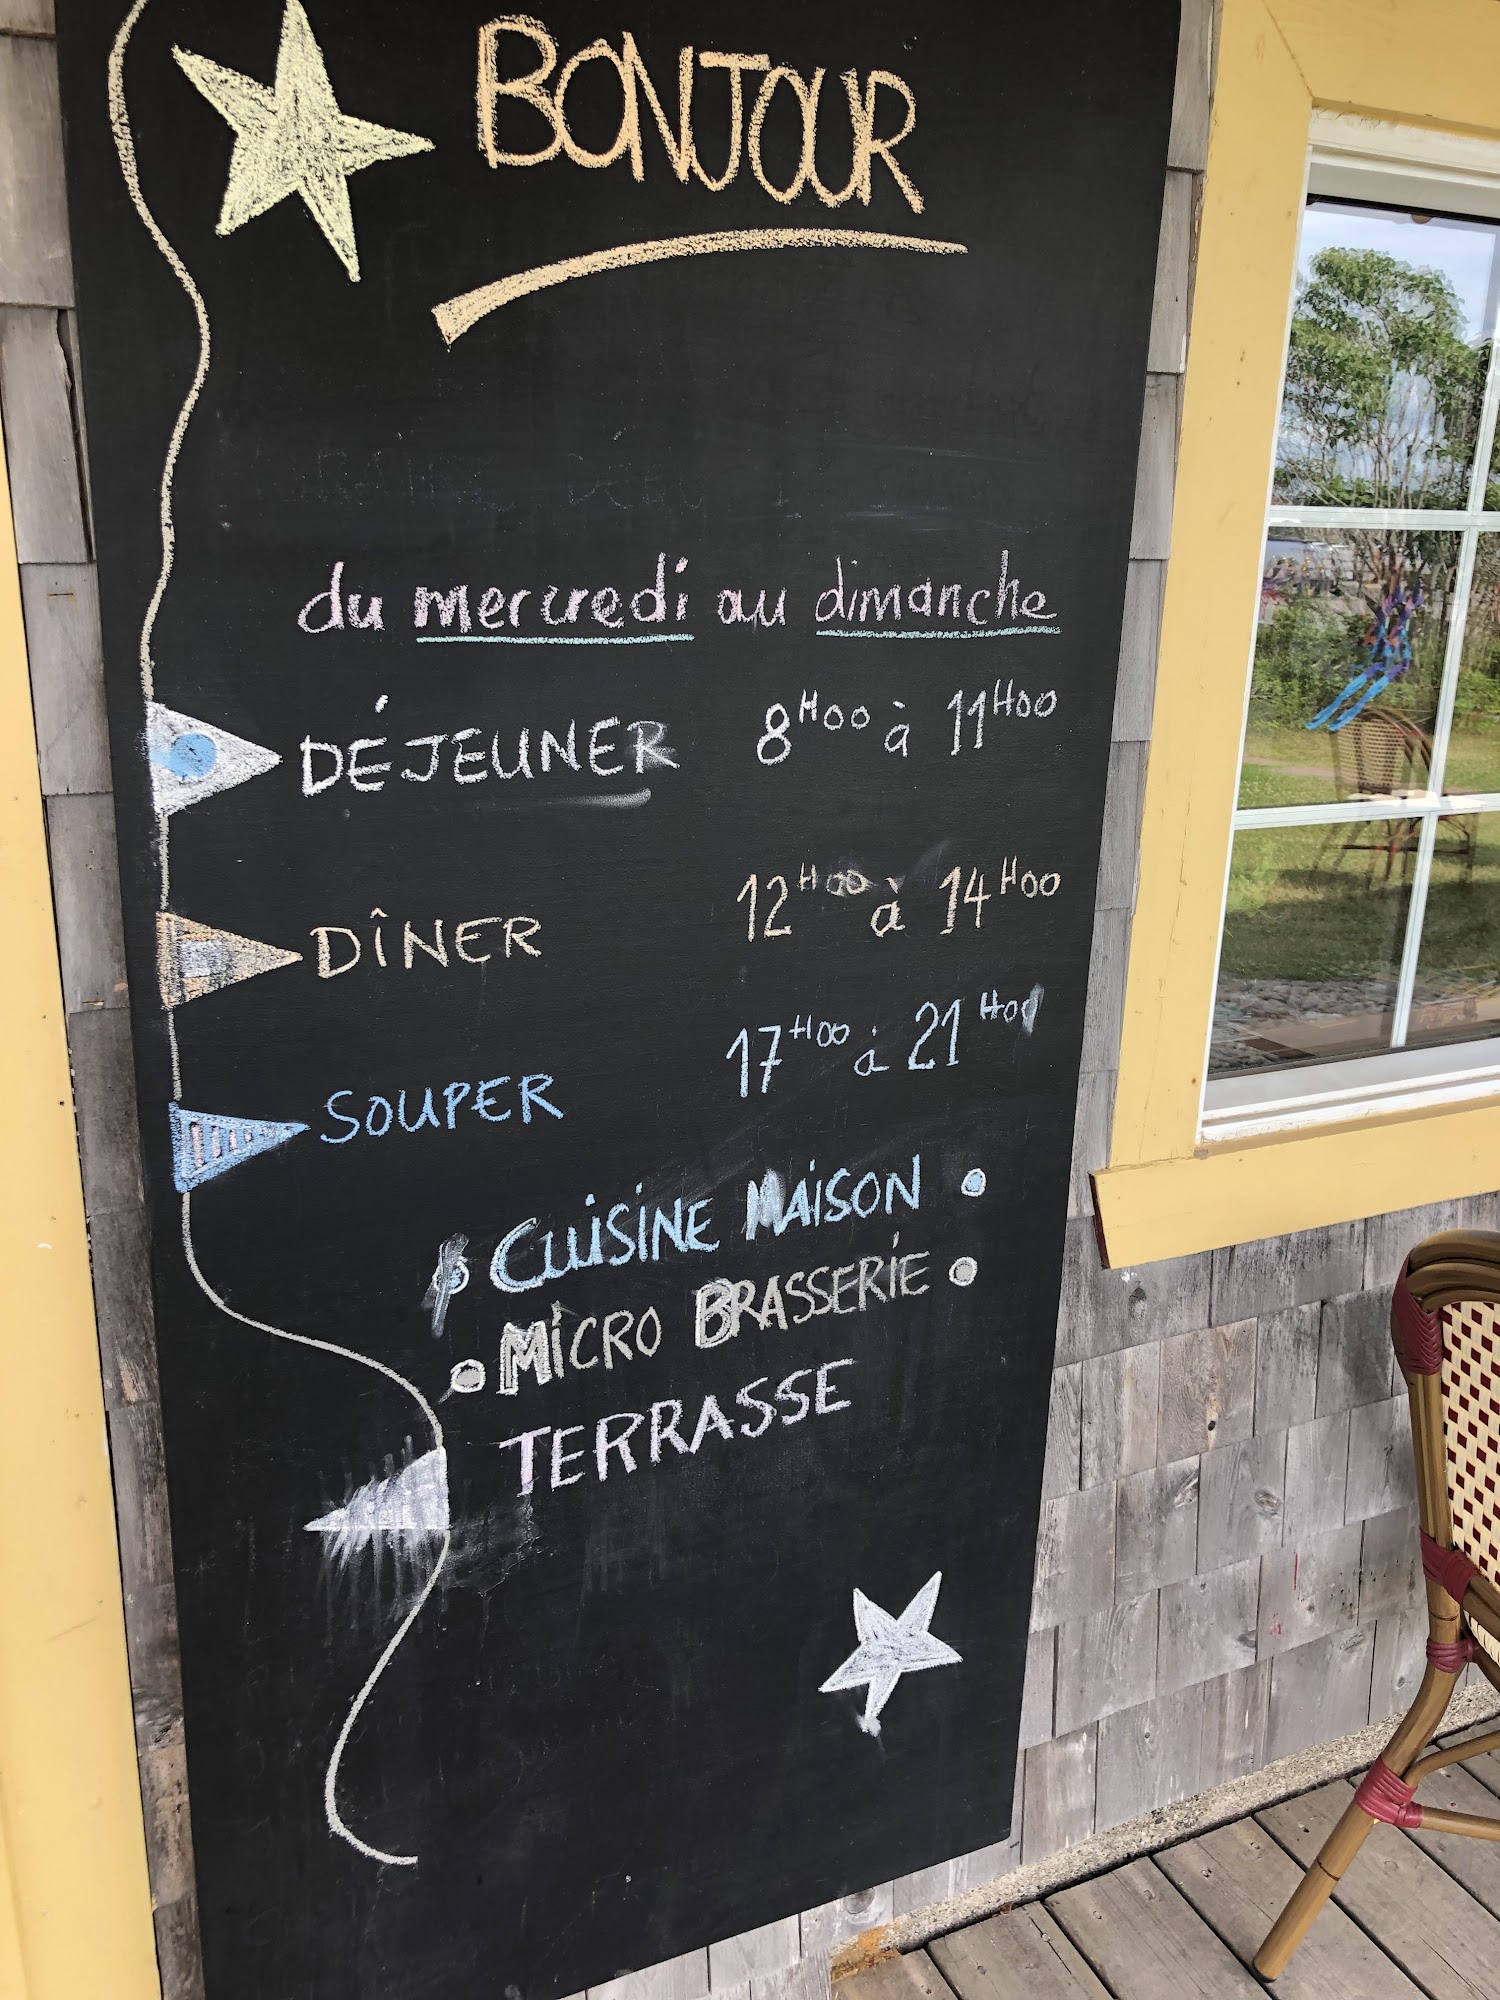 BONJOUR
du mercredi au dimanche
DÉJEUNER 8H00 à 11H00
DÎNER 12H00 à 14H00
SOUPER 17H00 à 21H00
CUISINE MAISON
MICRO BRASSERIE
TERRASSE